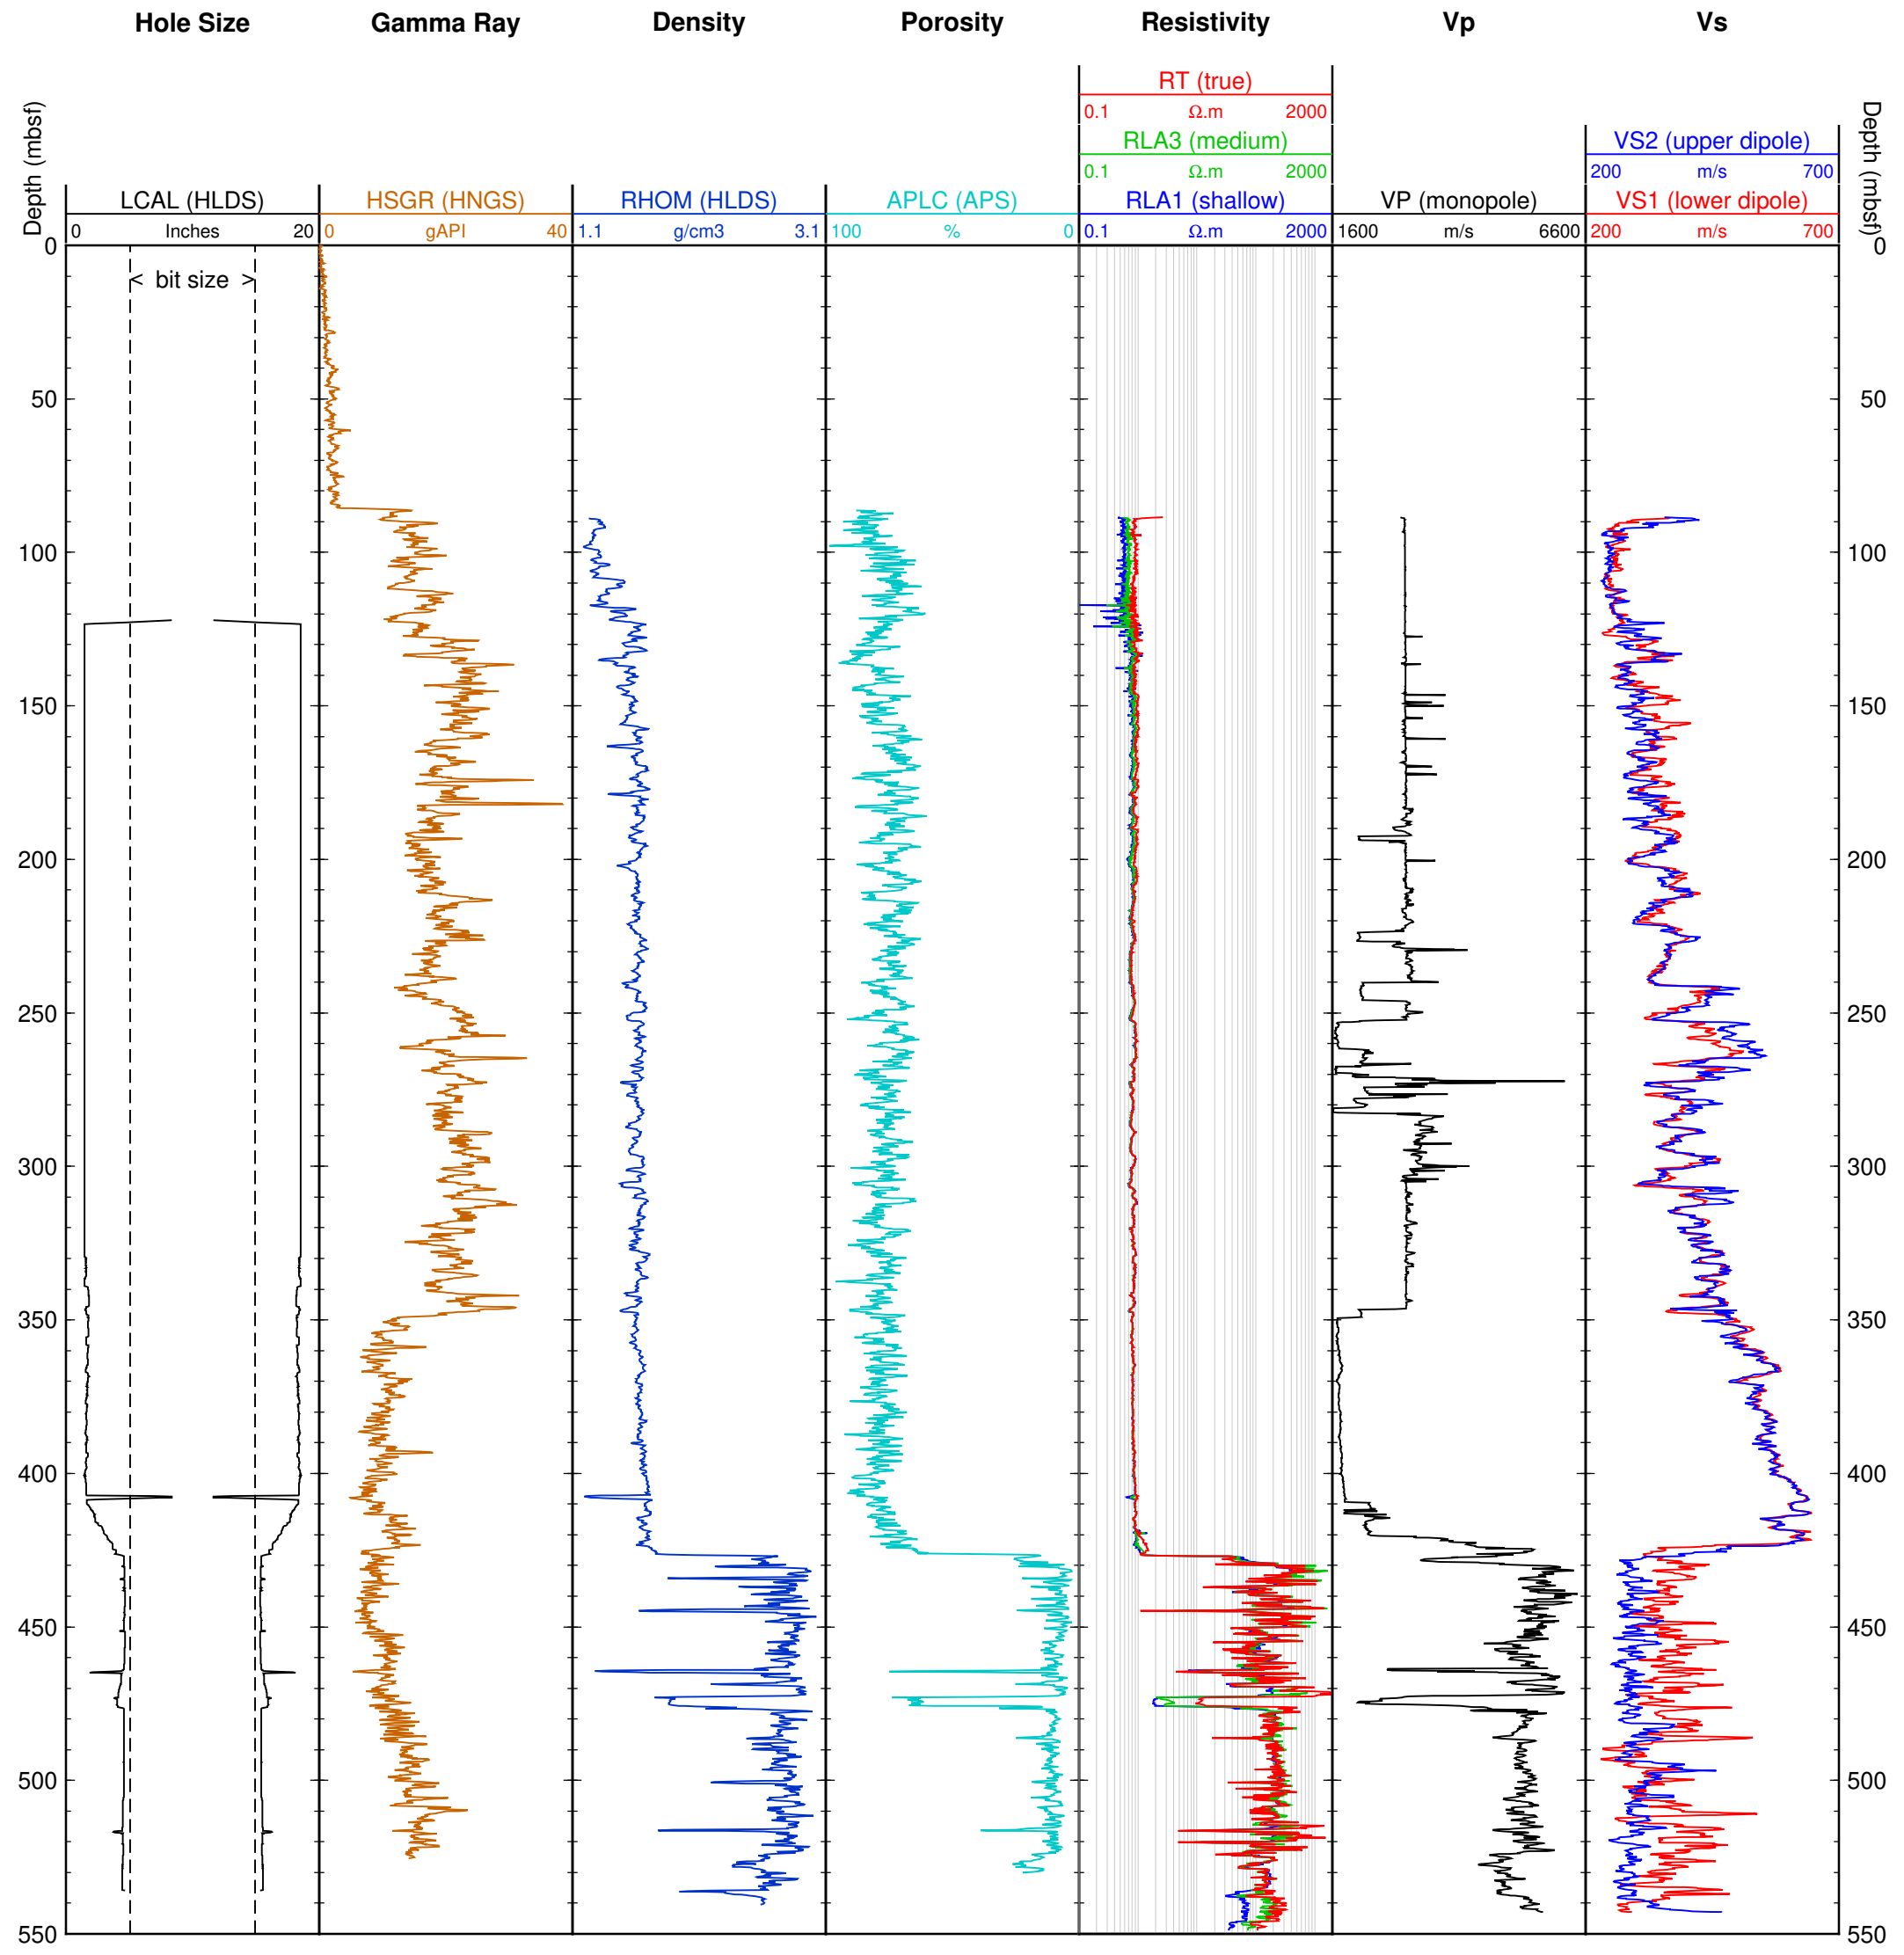 Hole Size Gamma Ray Density Porosity Resistivity Vp Vs
RT (true)
0.1 Ω.m 2000
RLA3 (medium) VS2 (upper dipole)
0.1 Ω.m 2000 200 m/s 700
LCAL (HLDS) HSGR (HNGS) RHOM (HLDS) APLC (APS) RLA1 (shallow) VP (monopole) VS1 (lower dipole)
0 Inches 20 0 gAPI 40 1.1 g/cm3 3.1 100 % 0 0.1 Ω.m 2000 1600 m/s 6600 200 m/s 700
Depth (mbsf)
Depth (mbsf)
0 0
< bit size >
50 50
100 100
150 150
200 200
250 250
300 300
350 350
400 400
450 450
500 500
550 550